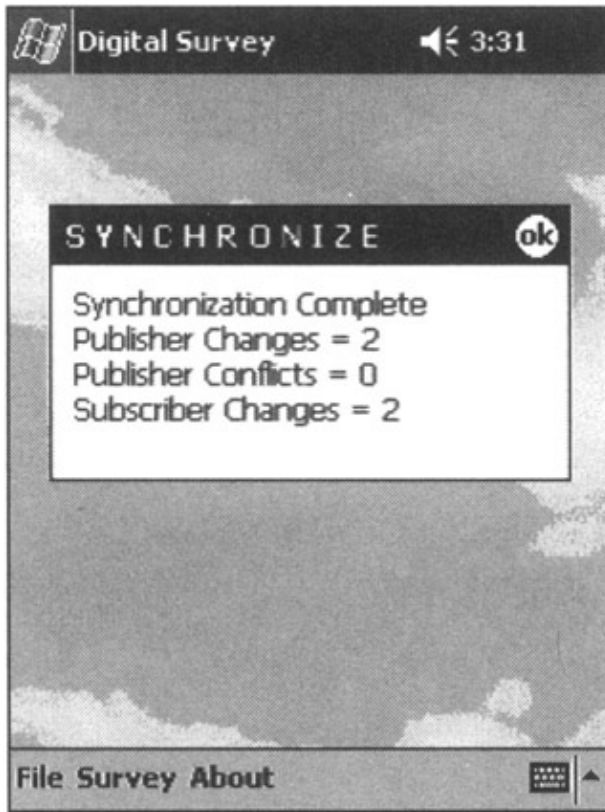 Digital Survey 3:31
SYNCHRONIZE ok
Synchronization Complete
Publisher Changes = 2
Publisher Conflicts = 0
Subscriber Changes = 2
File Survey About